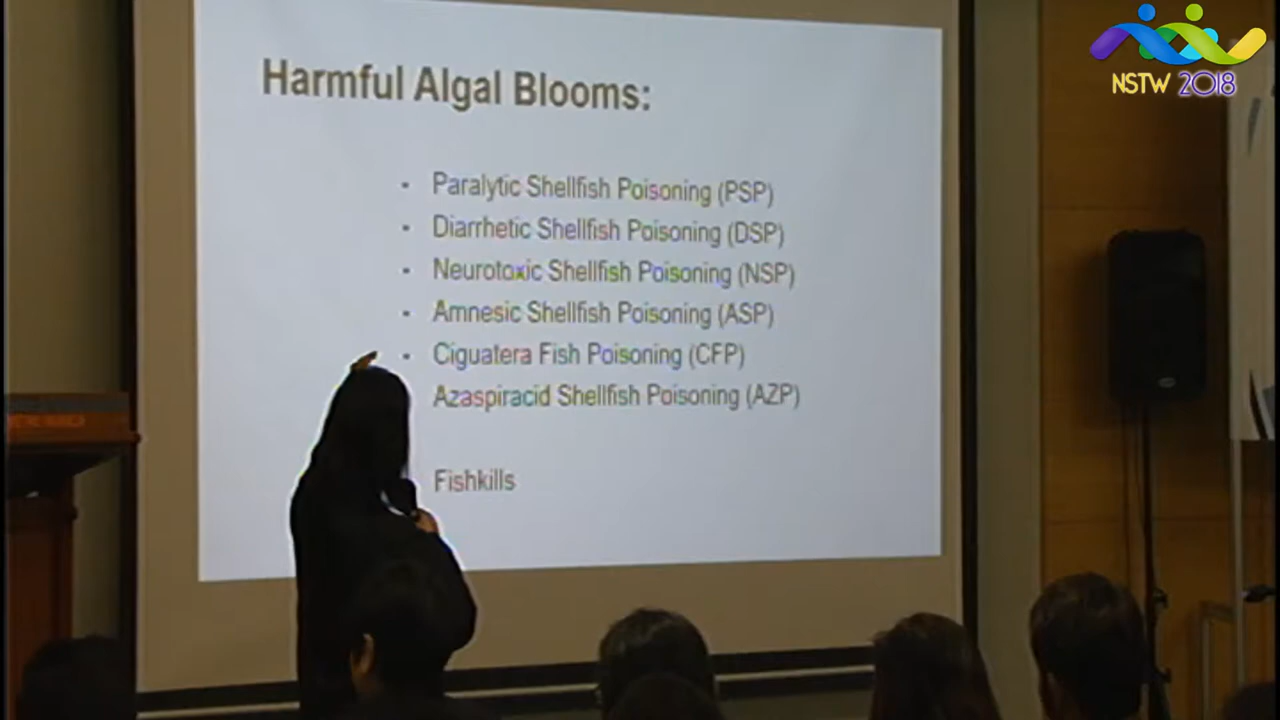 NSTW 2018
Harmful Algal Blooms:
- Paralytic Shellfish Poisoning (PSP)
- Diarrhetic Shellfish Poisoning (DSP)
- Neurotoxic Shellfish Poisoning (NSP)
- Amnesic Shellfish Poisoning (ASP)
- Ciguatera Fish Poisoning (CFP)
Azaspiracid Shellfish Poisoning (AZP)
Fishkills